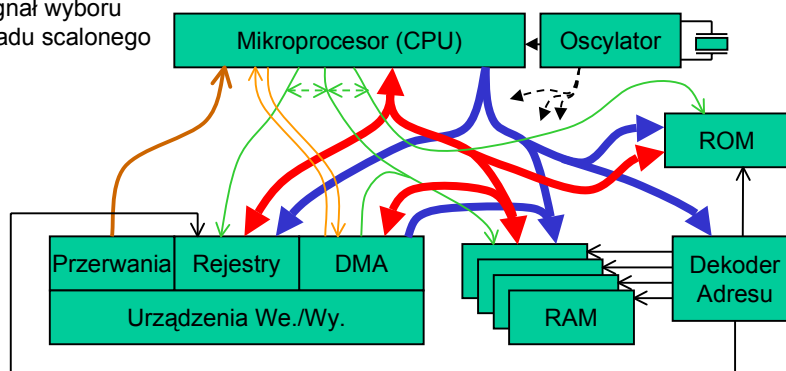 gnał wyboru
adu scalonego
Mikroprocesor (CPU)
Oscylator
ROM
Przerwania
Rejestry
DMA
Urządzenia We./Wy.
RAM
Dekoder
Adresu